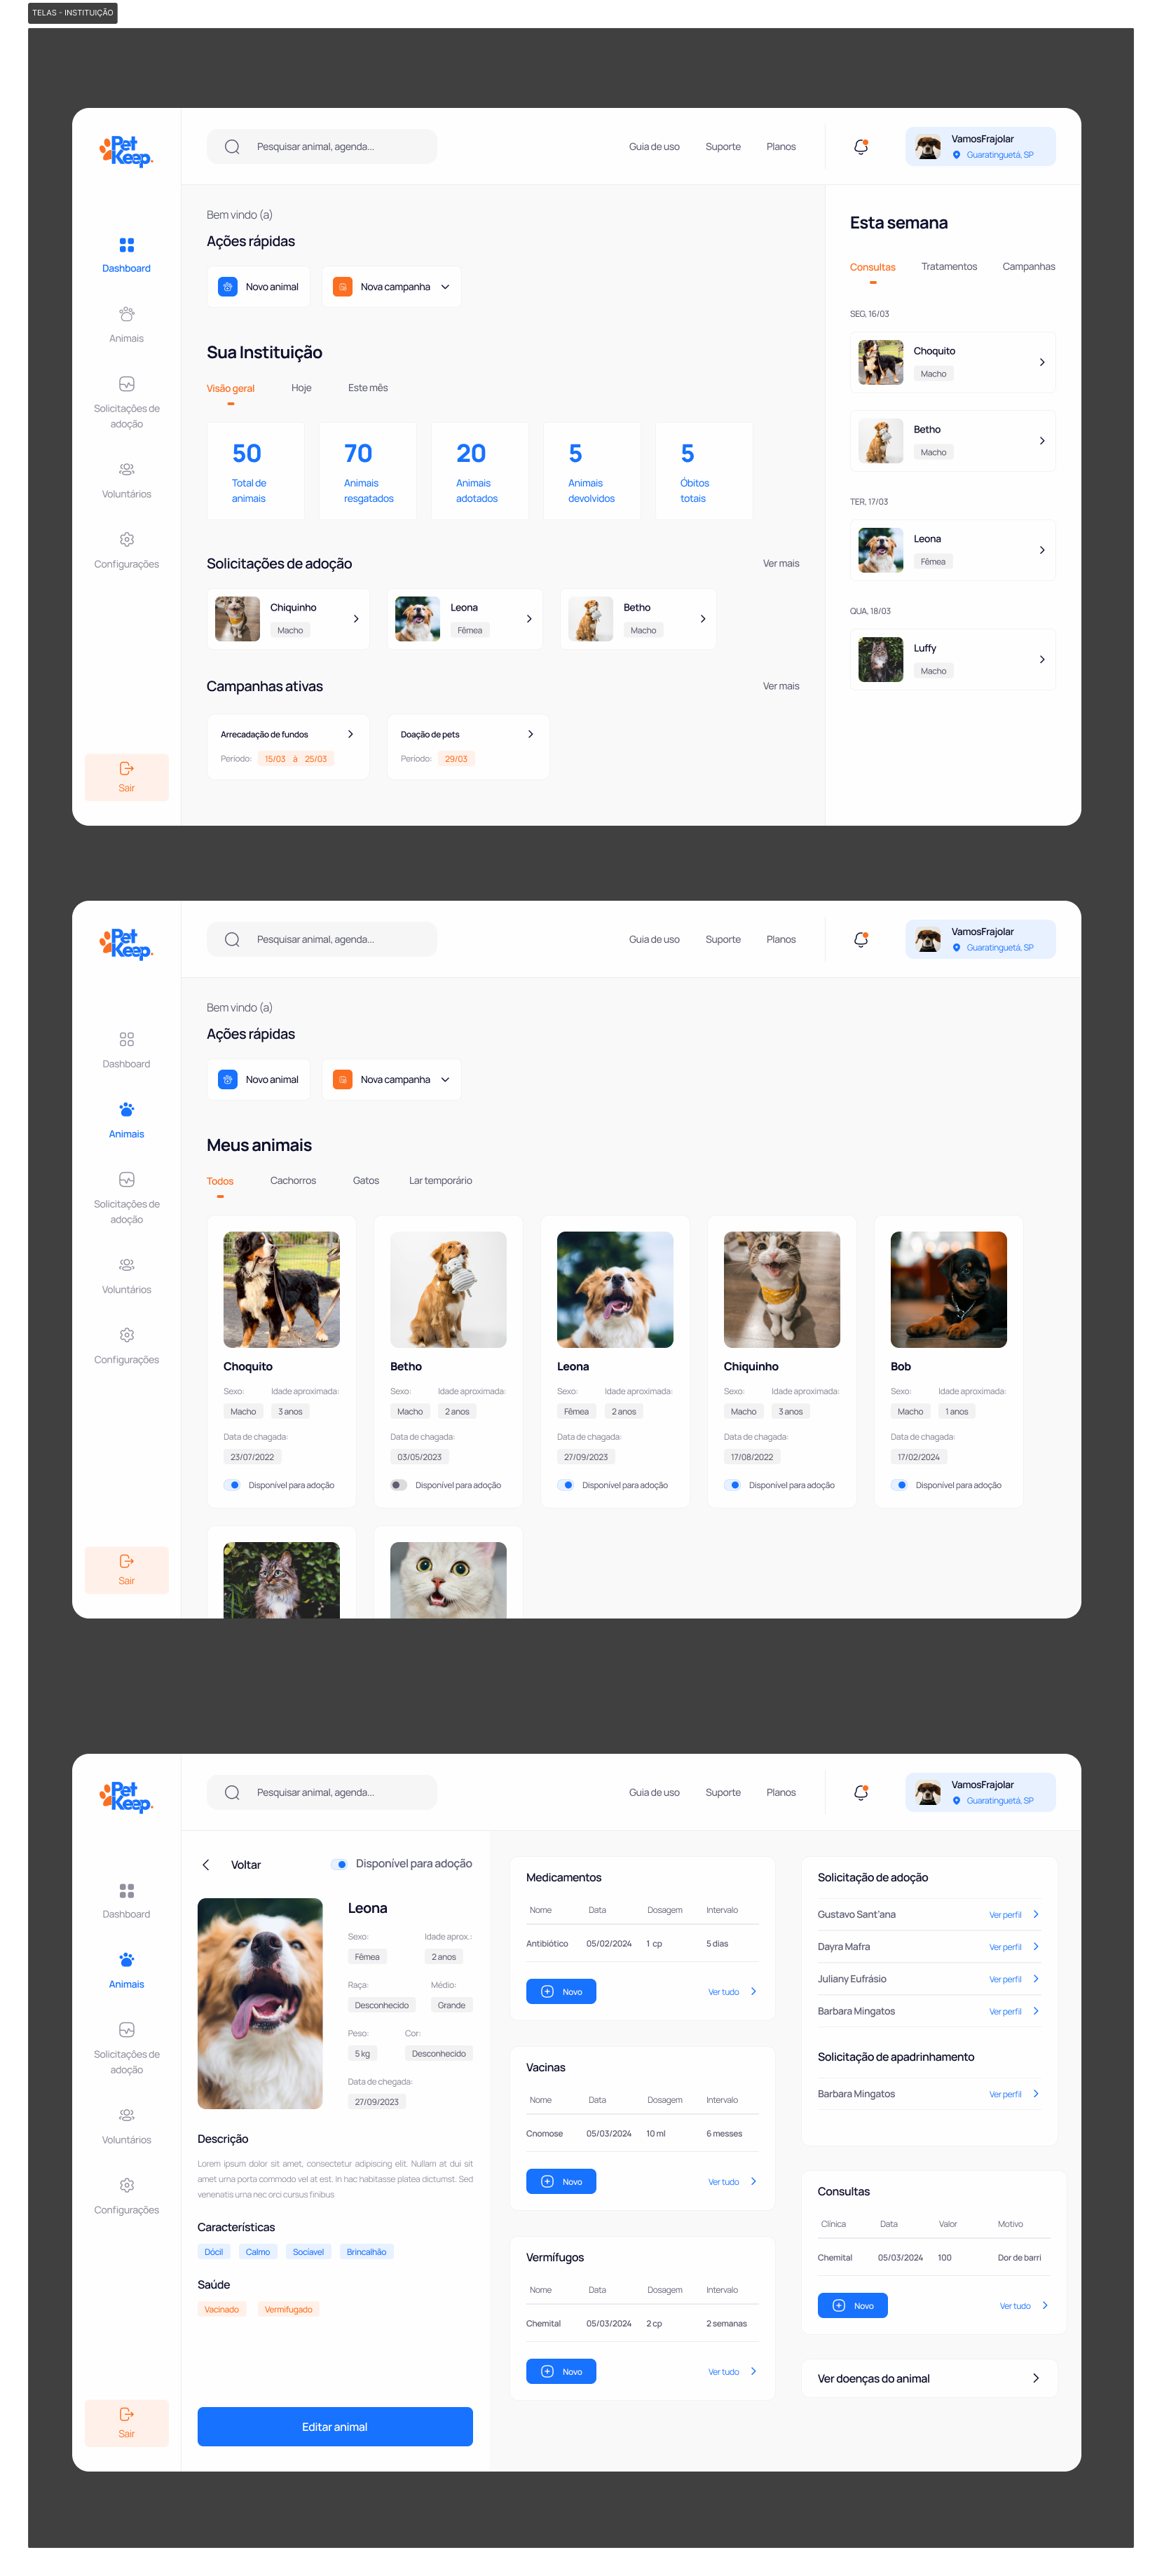 TELAS - INSTITUIÇÃO
Pet
Keep.
Pesquisar animal, agenda...
Guia de uso
Suporte
Planos
VamosFrajolar
Guaratinguetá, SP
Dashboard
Animais
Solicitações de
adoção
Voluntários
Configurações
Sair
Bem vindo (a)
Ações rápidas
Novo animal
Nova campanha
Sua Instituição
Visão geral
Hoje
Este mês
50
Total de
animais
70
Animais
resgatados
20
Animais
adotados
5
Animais
devolvidos
5
Óbitos
totais
Solicitações de adoção
Ver mais
Chiquinho
Macho
Leona
Fêmea
Betho
Macho
Campanhas ativas
Ver mais
Arrecadação de fundos
Período: 15/03 à 25/03
Doação de pets
Período: 29/03
Esta semana
Consultas
Tratamentos
Campanhas
SEG, 16/03
Choquito
Macho
Betho
Macho
TER, 17/03
Leona
Fêmea
QUA, 18/03
Luffy
Macho
Pet
Keep.
Pesquisar animal, agenda...
Guia de uso
Suporte
Planos
VamosFrajolar
Guaratinguetá, SP
Dashboard
Animais
Solicitações de
adoção
Voluntários
Configurações
Sair
Bem vindo (a)
Ações rápidas
Novo animal
Nova campanha
Meus animais
Todos
Cachorros
Gatos
Lar temporário
Choquito
Sexo: Idade aproximada:
Macho 3 anos
Data de chagada:
23/07/2022
Disponível para adoção
Betho
Sexo: Idade aproximada:
Macho 2 anos
Data de chagada:
03/05/2023
Disponível para adoção
Leona
Sexo: Idade aproximada:
Fêmea 2 anos
Data de chagada:
27/09/2023
Disponível para adoção
Chiquinho
Sexo: Idade aproximada:
Macho 3 anos
Data de chagada:
17/08/2022
Disponível para adoção
Bob
Sexo: Idade aproximada:
Macho 1 anos
Data de chagada:
17/02/2024
Disponível para adoção
Pet
Keep.
Pesquisar animal, agenda...
Guia de uso
Suporte
Planos
VamosFrajolar
Guaratinguetá, SP
Dashboard
Animais
Solicitações de
adoção
Voluntários
Configurações
Sair
Voltar
Disponível para adoção
Leona
Sexo: Idade aprox.:
Fêmea 2 anos
Raça: Médio:
Desconhecido Grande
Peso: Cor:
5 kg Desconhecido
Data de chegada:
27/09/2023
Descrição
Lorem ipsum dolor sit amet, consectetur adipiscing elit. Nullam at dui sit
amet urna porta commodo vel at est. In hac habitasse platea dictumst. Sed
venenatis urna nec orci cursus finibus
Características
Dócil Calmo Sociavel Brincalhão
Saúde
Vacinado Vermifugado
Editar animal
Medicamentos
Nome Data Dosagem Intervalo
Antibiótico 05/02/2024 1 cp 5 dias
Novo
Ver tudo
Vacinas
Nome Data Dosagem Intervalo
Cnomose 05/03/2024 10 ml 6 messes
Novo
Ver tudo
Vermífugos
Nome Data Dosagem Intervalo
Chemital 05/03/2024 2 cp 2 semanas
Novo
Ver tudo
Solicitação de adoção
Gustavo Sant'ana Ver perfil
Dayra Mafra Ver perfil
Juliany Eufrásio Ver perfil
Barbara Mingatos Ver perfil
Solicitação de apadrinhamento
Barbara Mingatos Ver perfil
Consultas
Clínica Data Valor Motivo
Chemital 05/03/2024 100 Dor de barri
Novo
Ver tudo
Ver doenças do animal